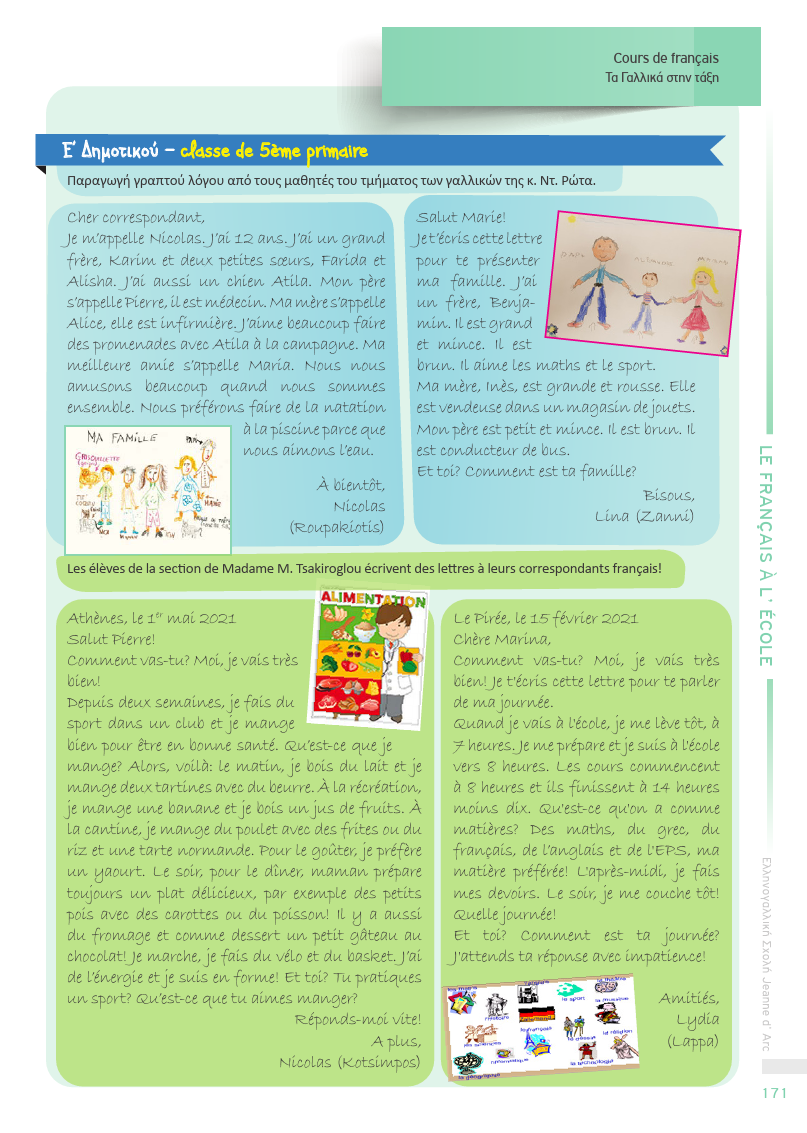 Cours de français
Τα Γαλλικά στην τάξη
Ε΄ Δημοτικού – classe de 5ème primaire
Παραγωγή γραπτού λόγου από τους μαθητές του τμήματος των γαλλικών της κ. Ντ. Ρώτα.
Cher correspondant,
Je m’appelle Nicolas. J’ai 12 ans. J’ai un grand
frère, Karim et deux petites sœurs, Farida et
Alisha. J’ai aussi un chien Atila. Mon père
s’appelle Pierre, il est médecin. Ma mère s’appelle
Alice, elle est infirmière. J’aime beaucoup faire
des promenades avec Atila à la campagne. Ma
meilleure amie s’appelle Maria. Nous nous
amusons beaucoup quand nous sommes
ensemble. Nous préférons faire de la natation
à la piscine parce que
nous aimons l’eau.
À bientôt,
Nicolas
(Roupakiotis)
MA FAMILLE
Salut Marie!
Je t’écris cette lettre
pour te présenter
ma famille. J’ai
un frère, Benja-
min. Il est grand
et mince. Il est
brun. Il aime les maths et le sport.
Ma mère, Inès, est grande et rousse. Elle
est vendeuse dans un magasin de jouets.
Mon père est petit et mince. Il est brun. Il
est conducteur de bus.
Et toi? Comment est ta famille?
Bisous,
Lina (Zanni)
Les élèves de la section de Madame M. Tsakiroglou écrivent des lettres à leurs correspondants français!
Athènes, le 1er mai 2021
Salut Pierre!
Comment vas-tu? Moi, je vais très
bien!
Depuis deux semaines, je fais du
sport dans un club et je mange
bien pour être en bonne santé. Qu’est-ce que je
mange? Alors, voilà: le matin, je bois du lait et je
mange deux tartines avec du beurre. À la récréation,
je mange une banane et je bois un jus de fruits. À
la cantine, je mange du poulet avec des frites ou du
riz et une tarte normande. Pour le goûter, je préfère
un yaourt. Le soir, pour le dîner, maman prépare
toujours un plat délicieux, par exemple des petits
pois avec des carottes ou du poisson! Il y a aussi
du fromage et comme dessert un petit gâteau au
chocolat! Je marche, je fais du vélo et du basket. J’ai
de l’énergie et je suis en forme! Et toi? Tu pratiques
un sport? Qu’est-ce que tu aimes manger?
Réponds-moi vite!
A plus,
Nicolas (Kotsimpos)
ALIMENTATION
Le Pirée, le 15 février 2021
Chère Marina,
Comment vas-tu? Moi, je vais très
bien! Je t'écris cette lettre pour te parler
de ma journée.
Quand je vais à l'école, je me lève tôt, à
7 heures. Je me prépare et je suis à l'école
vers 8 heures. Les cours commencent
à 8 heures et ils finissent à 14 heures
moins dix. Qu'est-ce qu'on a comme
matières? Des maths, du grec, du
français, de l'anglais et de l'EPS, ma
matière préférée! L'après-midi, je fais
mes devoirs. Le soir, je me couche tôt!
Quelle journée!
Et toi? Comment est ta journée?
J'attends ta réponse avec impatience!
Amitiés,
Lydia
(Lappa)
le sport
la musique
l'histoire
le français
la religion
la technologie
la géographie
LE FRANÇAIS À L' ÉCOLE
Ελληνογαλλική Σχολή Jeanne d' Arc
171